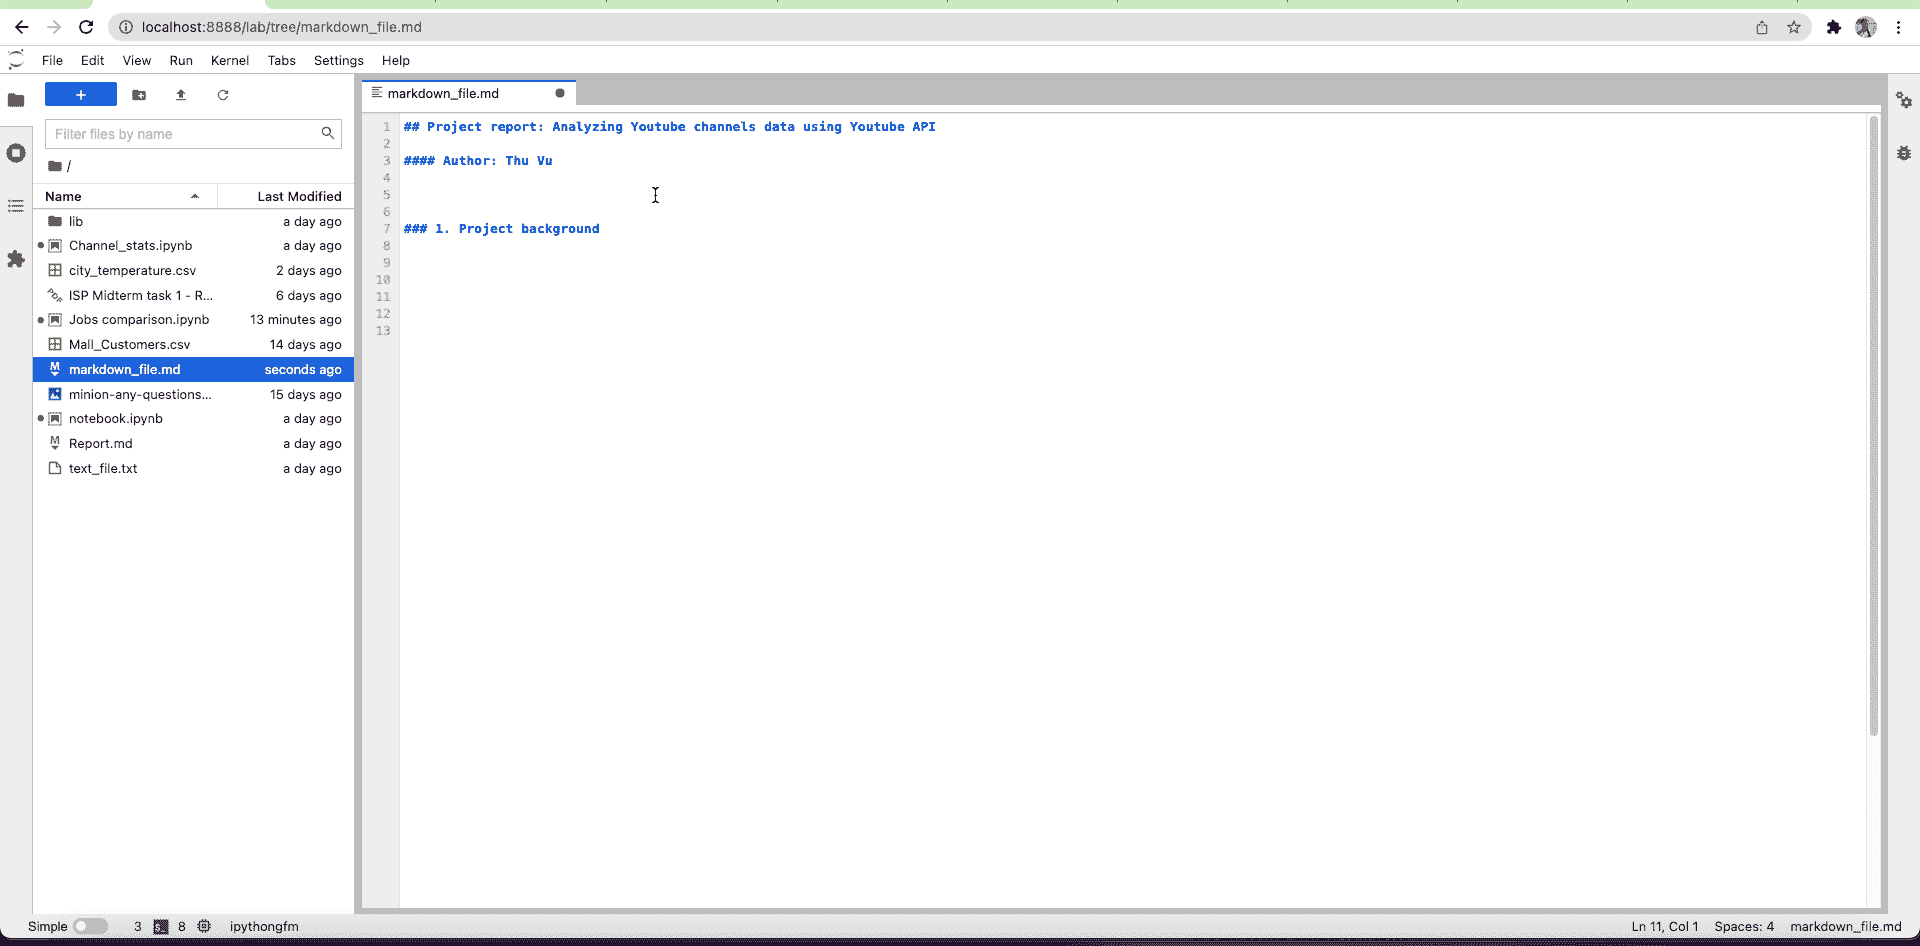 localhost:8888/lab/tree/markdown_file.md
File Edit View Run Kernel Tabs Settings Help
+
markdown_file.md
Filter files by name
/
Name Last Modified
lib a day ago
Channel_stats.ipynb a day ago
city_temperature.csv 2 days ago
ISP Midterm task 1 - R... 6 days ago
Jobs comparison.ipynb 13 minutes ago
Mall_Customers.csv 14 days ago
markdown_file.md seconds ago
minion-any-questions... 15 days ago
notebook.ipynb a day ago
Report.md a day ago
text_file.txt a day ago
1 ## Project report: Analyzing Youtube channels data using Youtube API
2
3 #### Author: Thu Vu
4
5
6
7 ### 1. Project background
8
9
10
11
12
13
Simple 3 8 ipythongfm Ln 11, Col 1 Spaces: 4 markdown_file.md